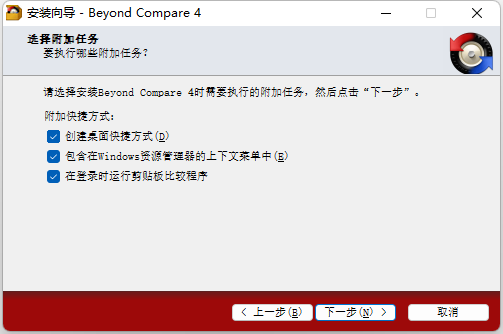 安装向导 - Beyond Compare 4
选择附加任务
要执行哪些附加任务?
请选择安装Beyond Compare 4时需要执行的附加任务，然后点击“下一步”。
附加快捷方式:
创建桌面快捷方式(D)
包含在Windows资源管理器的上下文菜单中(E)
在登录时运行剪贴板比较程序
< 上一步(B) 下一步(N) > 取消